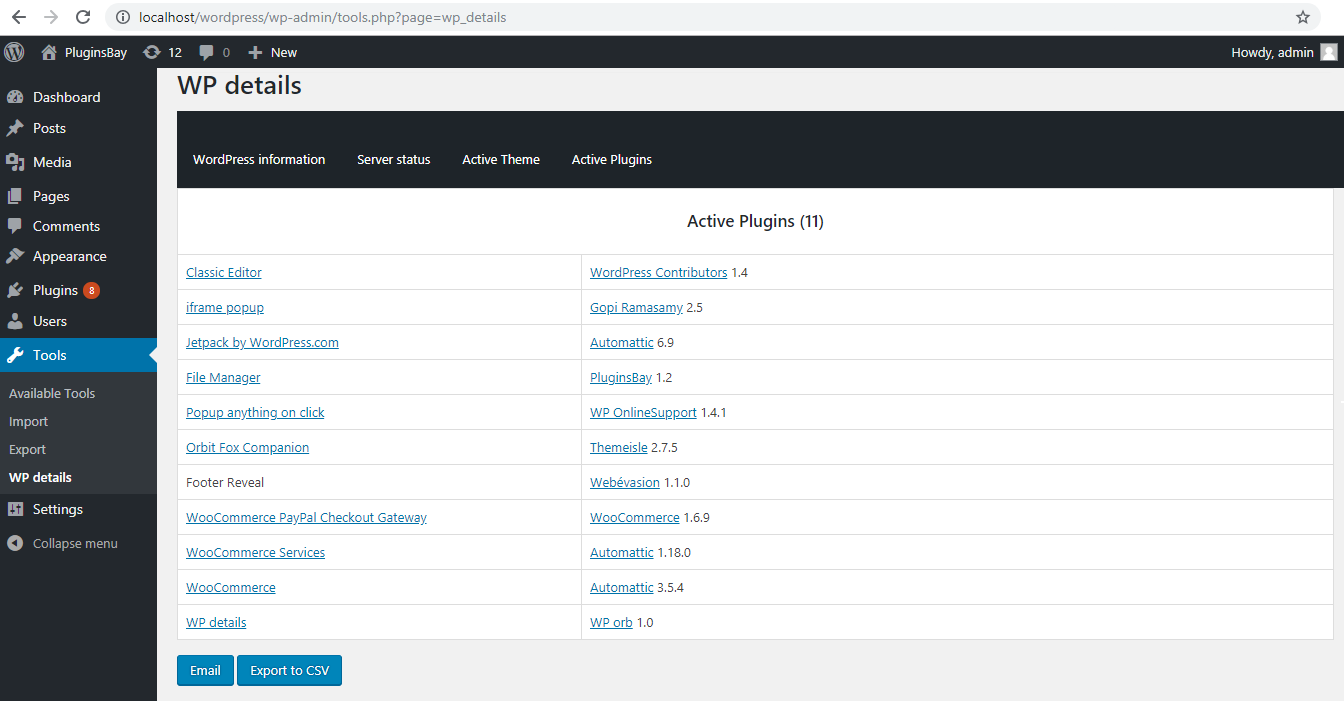 localhost/wordpress/wp-admin/tools.php?page=wp_details
PluginsBay 12 0 New Howdy, admin
Dashboard
Posts
Media
Pages
Comments
Appearance
Plugins 8
Users
Tools
Available Tools
Import
Export
WP details
Settings
Collapse menu
WP details
WordPress information Server status Active Theme Active Plugins
Active Plugins (11)
Classic Editor WordPress Contributors 1.4
iframe popup Gopi Ramasamy 2.5
Jetpack by WordPress.com Automattic 6.9
File Manager PluginsBay 1.2
Popup anything on click WP OnlineSupport 1.4.1
Orbit Fox Companion Themeisle 2.7.5
Footer Reveal Webévasion 1.1.0
WooCommerce PayPal Checkout Gateway WooCommerce 1.6.9
WooCommerce Services Automattic 1.18.0
WooCommerce Automattic 3.5.4
WP details WP orb 1.0
Email Export to CSV